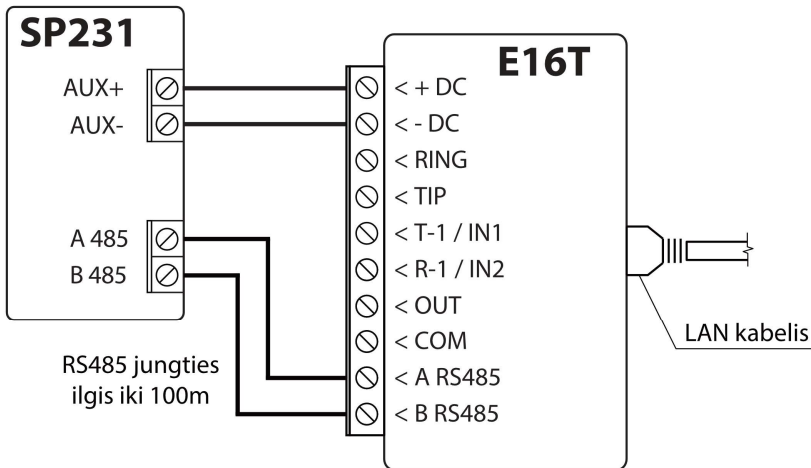 SP231
AUX+
AUX-
A 485
B 485
RS485 jungties
ilgis iki 100m
E16T
< + DC
< - DC
< RING
< TIP
< T-1 / IN1
< R-1 / IN2
< OUT
< COM
< A RS485
< B RS485
LAN kabelis